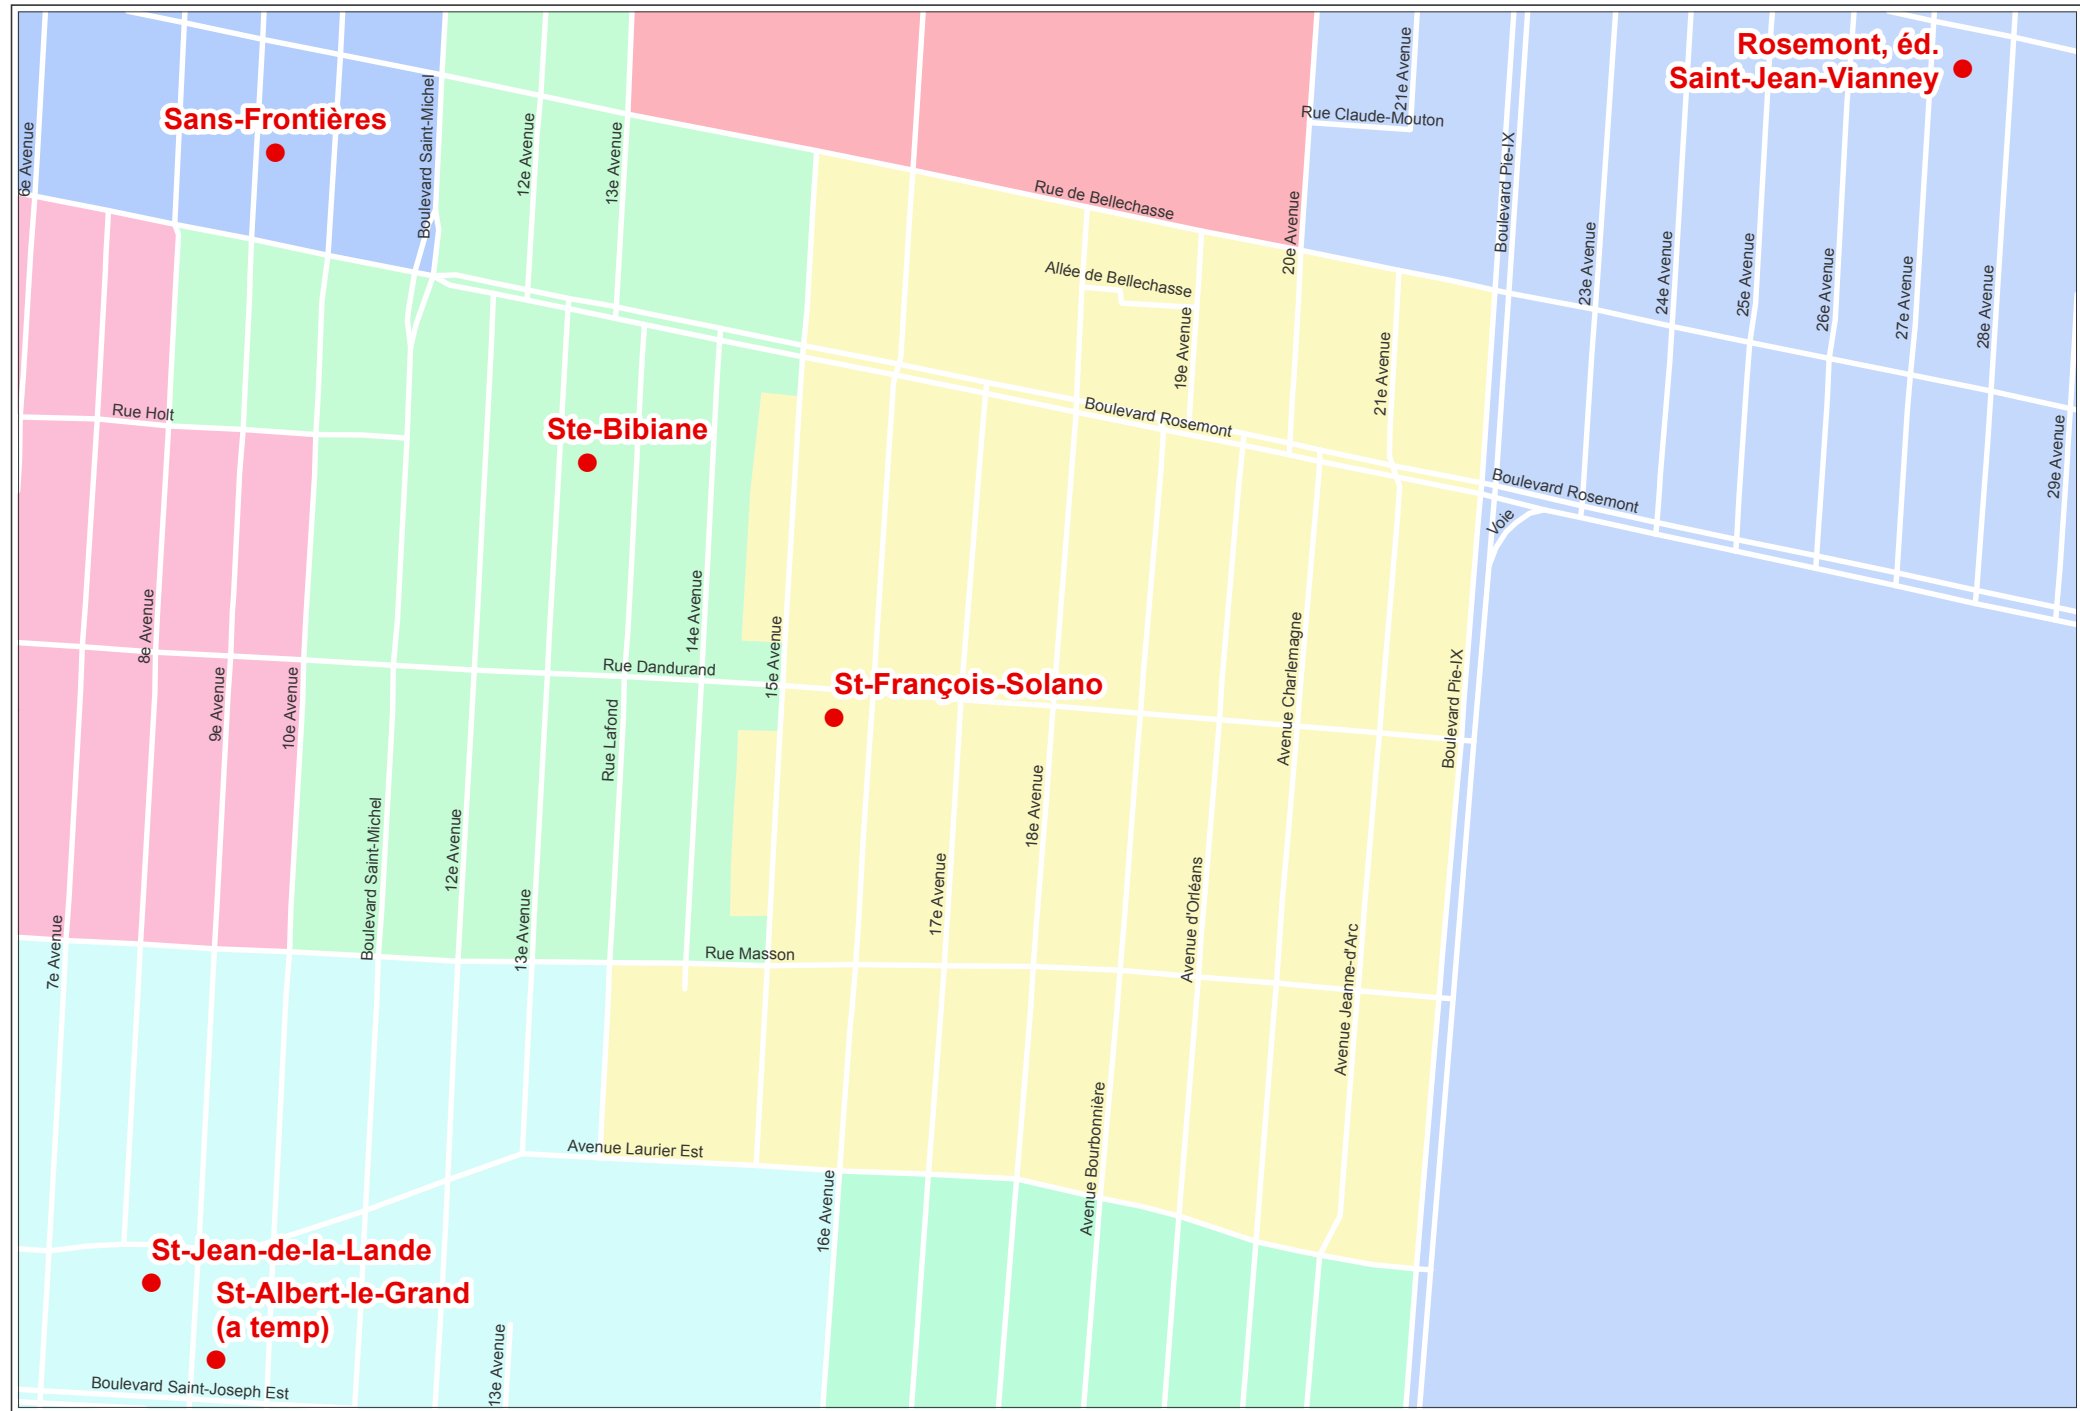 Rosemont, éd.
Saint-Jean-Vianney
21e Avenue
Rue Claude-Mouton
Sans-Frontières
6e Avenue
Boulevard Saint-Michel
12e Avenue
13e Avenue
Rue de Bellechasse
20e Avenue
Boulevard Pie-IX
23e Avenue
24e Avenue
25e Avenue
26e Avenue
27e Avenue
28e Avenue
Allée de Bellechasse
19e Avenue
21e Avenue
Rue Holt
Ste-Bibiane
Boulevard Rosemont
Boulevard Rosemont
29e Avenue
Voie
8e Avenue
14e Avenue
15e Avenue
Rue Dandurand
St-François-Solano
Avenue Charlemagne
Boulevard Pie-IX
9e Avenue
10e Avenue
Rue Lafond
Boulevard Saint-Michel
12e Avenue
18e Avenue
17e Avenue
Avenue d'Orléans
13e Avenue
7e Avenue
Rue Masson
Avenue Jeanne-d'Arc
Avenue Laurier Est
Avenue Bourbonnière
16e Avenue
St-Jean-de-la-Lande
St-Albert-le-Grand
(a temp)
13e Avenue
Boulevard Saint-Joseph Est